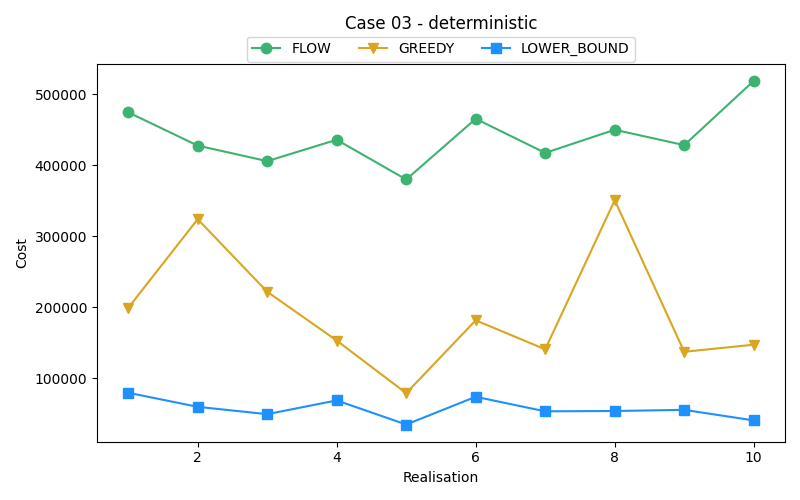 Case 03 - deterministic
FLOW GREEDY LOWER_BOUND
500000
400000
300000
200000
100000
Cost
2 4 6 8 10
Realisation